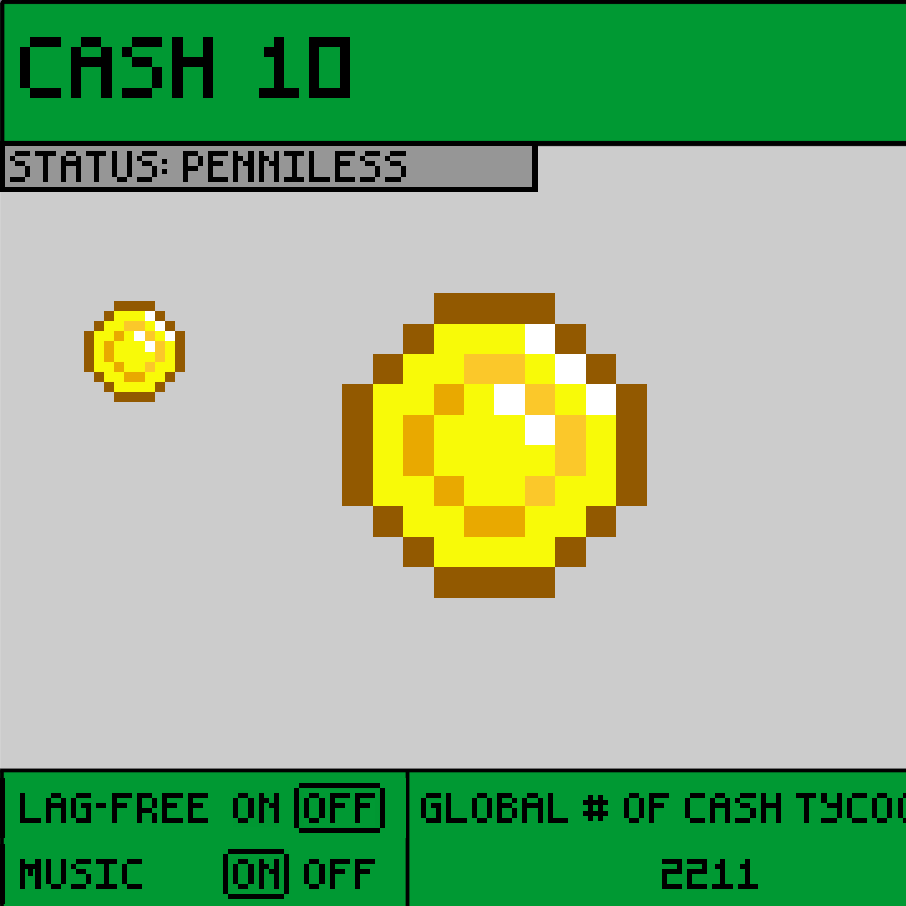 CASH 10
STATUS: PENNILESS
LAG-FREE ON OFF
MUSIC ON OFF
GLOBAL # OF CASH
2211